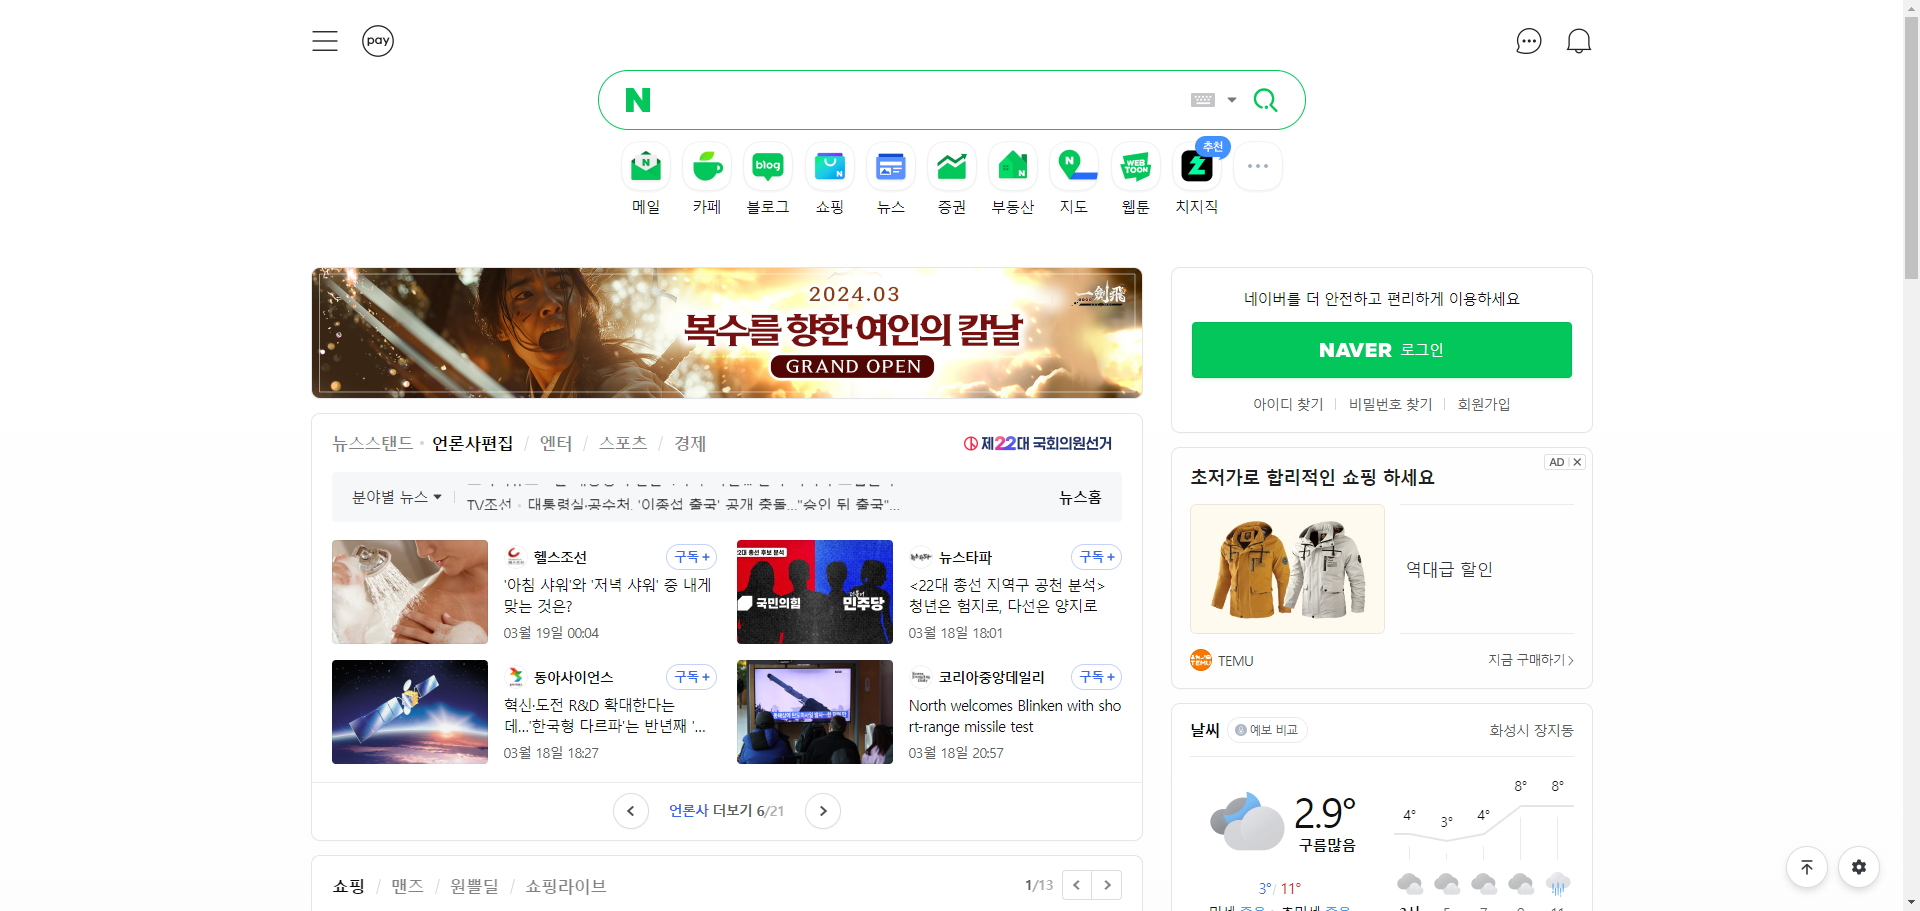 pay
N
메일
카페
blog
블로그
쇼핑
뉴스
증권
부동산
지도
WEB
TOON
웹툰
추천
치지직
2024.03
복수를 향한 여인의 칼날
GRAND OPEN
一劍飛
네이버를 더 안전하고 편리하게 이용하세요
NAVER 로그인
아이디 찾기
비밀번호 찾기
회원가입
뉴스스탠드 · 언론사편집 / 엔터 / 스포츠 / 경제
제22대 국회의원선거
분야별 뉴스
TV조선 · 대통령실·공수처, '이종섭 출국' 공개 충돌..."승인 뒤 출국"...
뉴스홈
헬스조선
구독 +
'아침 샤워'와 '저녁 샤워' 중 내게
맞는 것은?
03월 19일 00:04
22대 총선 후보 분석
국민의힘
더불어
민주당
뉴스타파
구독 +
<22대 총선 지역구 공천 분석>
청년은 험지로, 다선은 양지로
03월 18일 18:01
동아사이언스
구독 +
혁신·도전 R&D 확대한다는
데...'한국형 다르파'는 반년째 '...
03월 18일 18:27
코리아중앙데일리
구독 +
North welcomes Blinken with sho
rt-range missile test
03월 18일 20:57
언론사 더보기 6/21
쇼핑 / 맨즈 / 원쁠딜 / 쇼핑라이브
1/13
AD
초저가로 합리적인 쇼핑 하세요
역대급 할인
TEMU
지금 구매하기
날씨
예보 비교
화성시 장지동
2.9°
구름많음
3° / 11°
4°
3°
4°
8°
8°